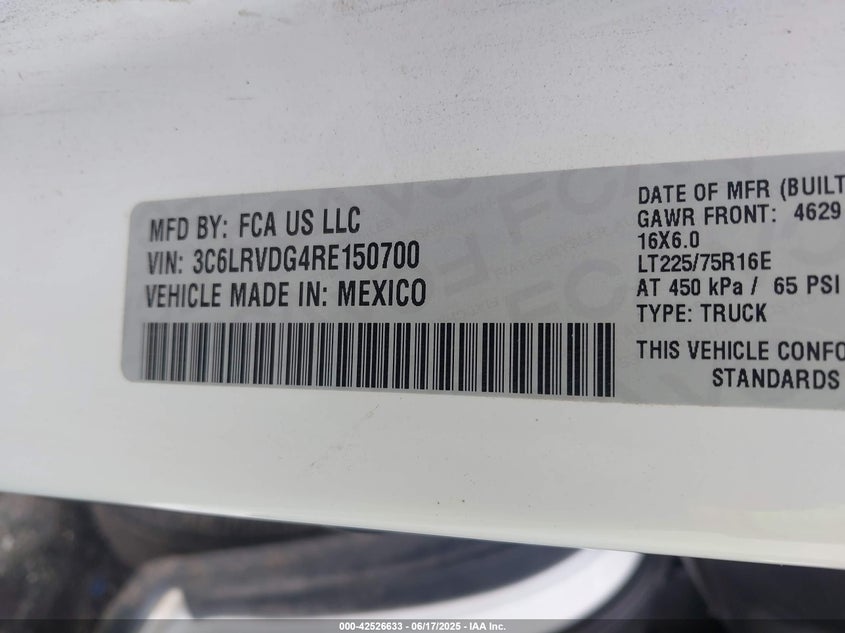 MFD BY: FCA US LLC
VIN: 3C6LRVDG4RE150700
VEHICLE MADE IN: MEXICO
DATE OF MFR (BUILT
GAWR FRONT: 4629
16X6.0
LT225/75R16E
AT 450 kPa / 65 PSI
TYPE: TRUCK
THIS VEHICLE CONFO
STANDARDS
000-42526633 - 06/17/2025 - IAA Inc.